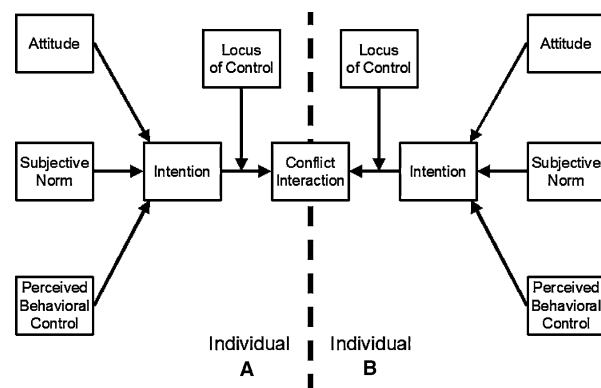 Attitude
Locus
of Control
Locus
of Control
Attitude
Subjective
Norm
Intention
Conflict
Interaction
Intention
Subjective
Norm
Perceived
Behavioral
Control
Perceived
Behavioral
Control
Individual
A
Individual
B